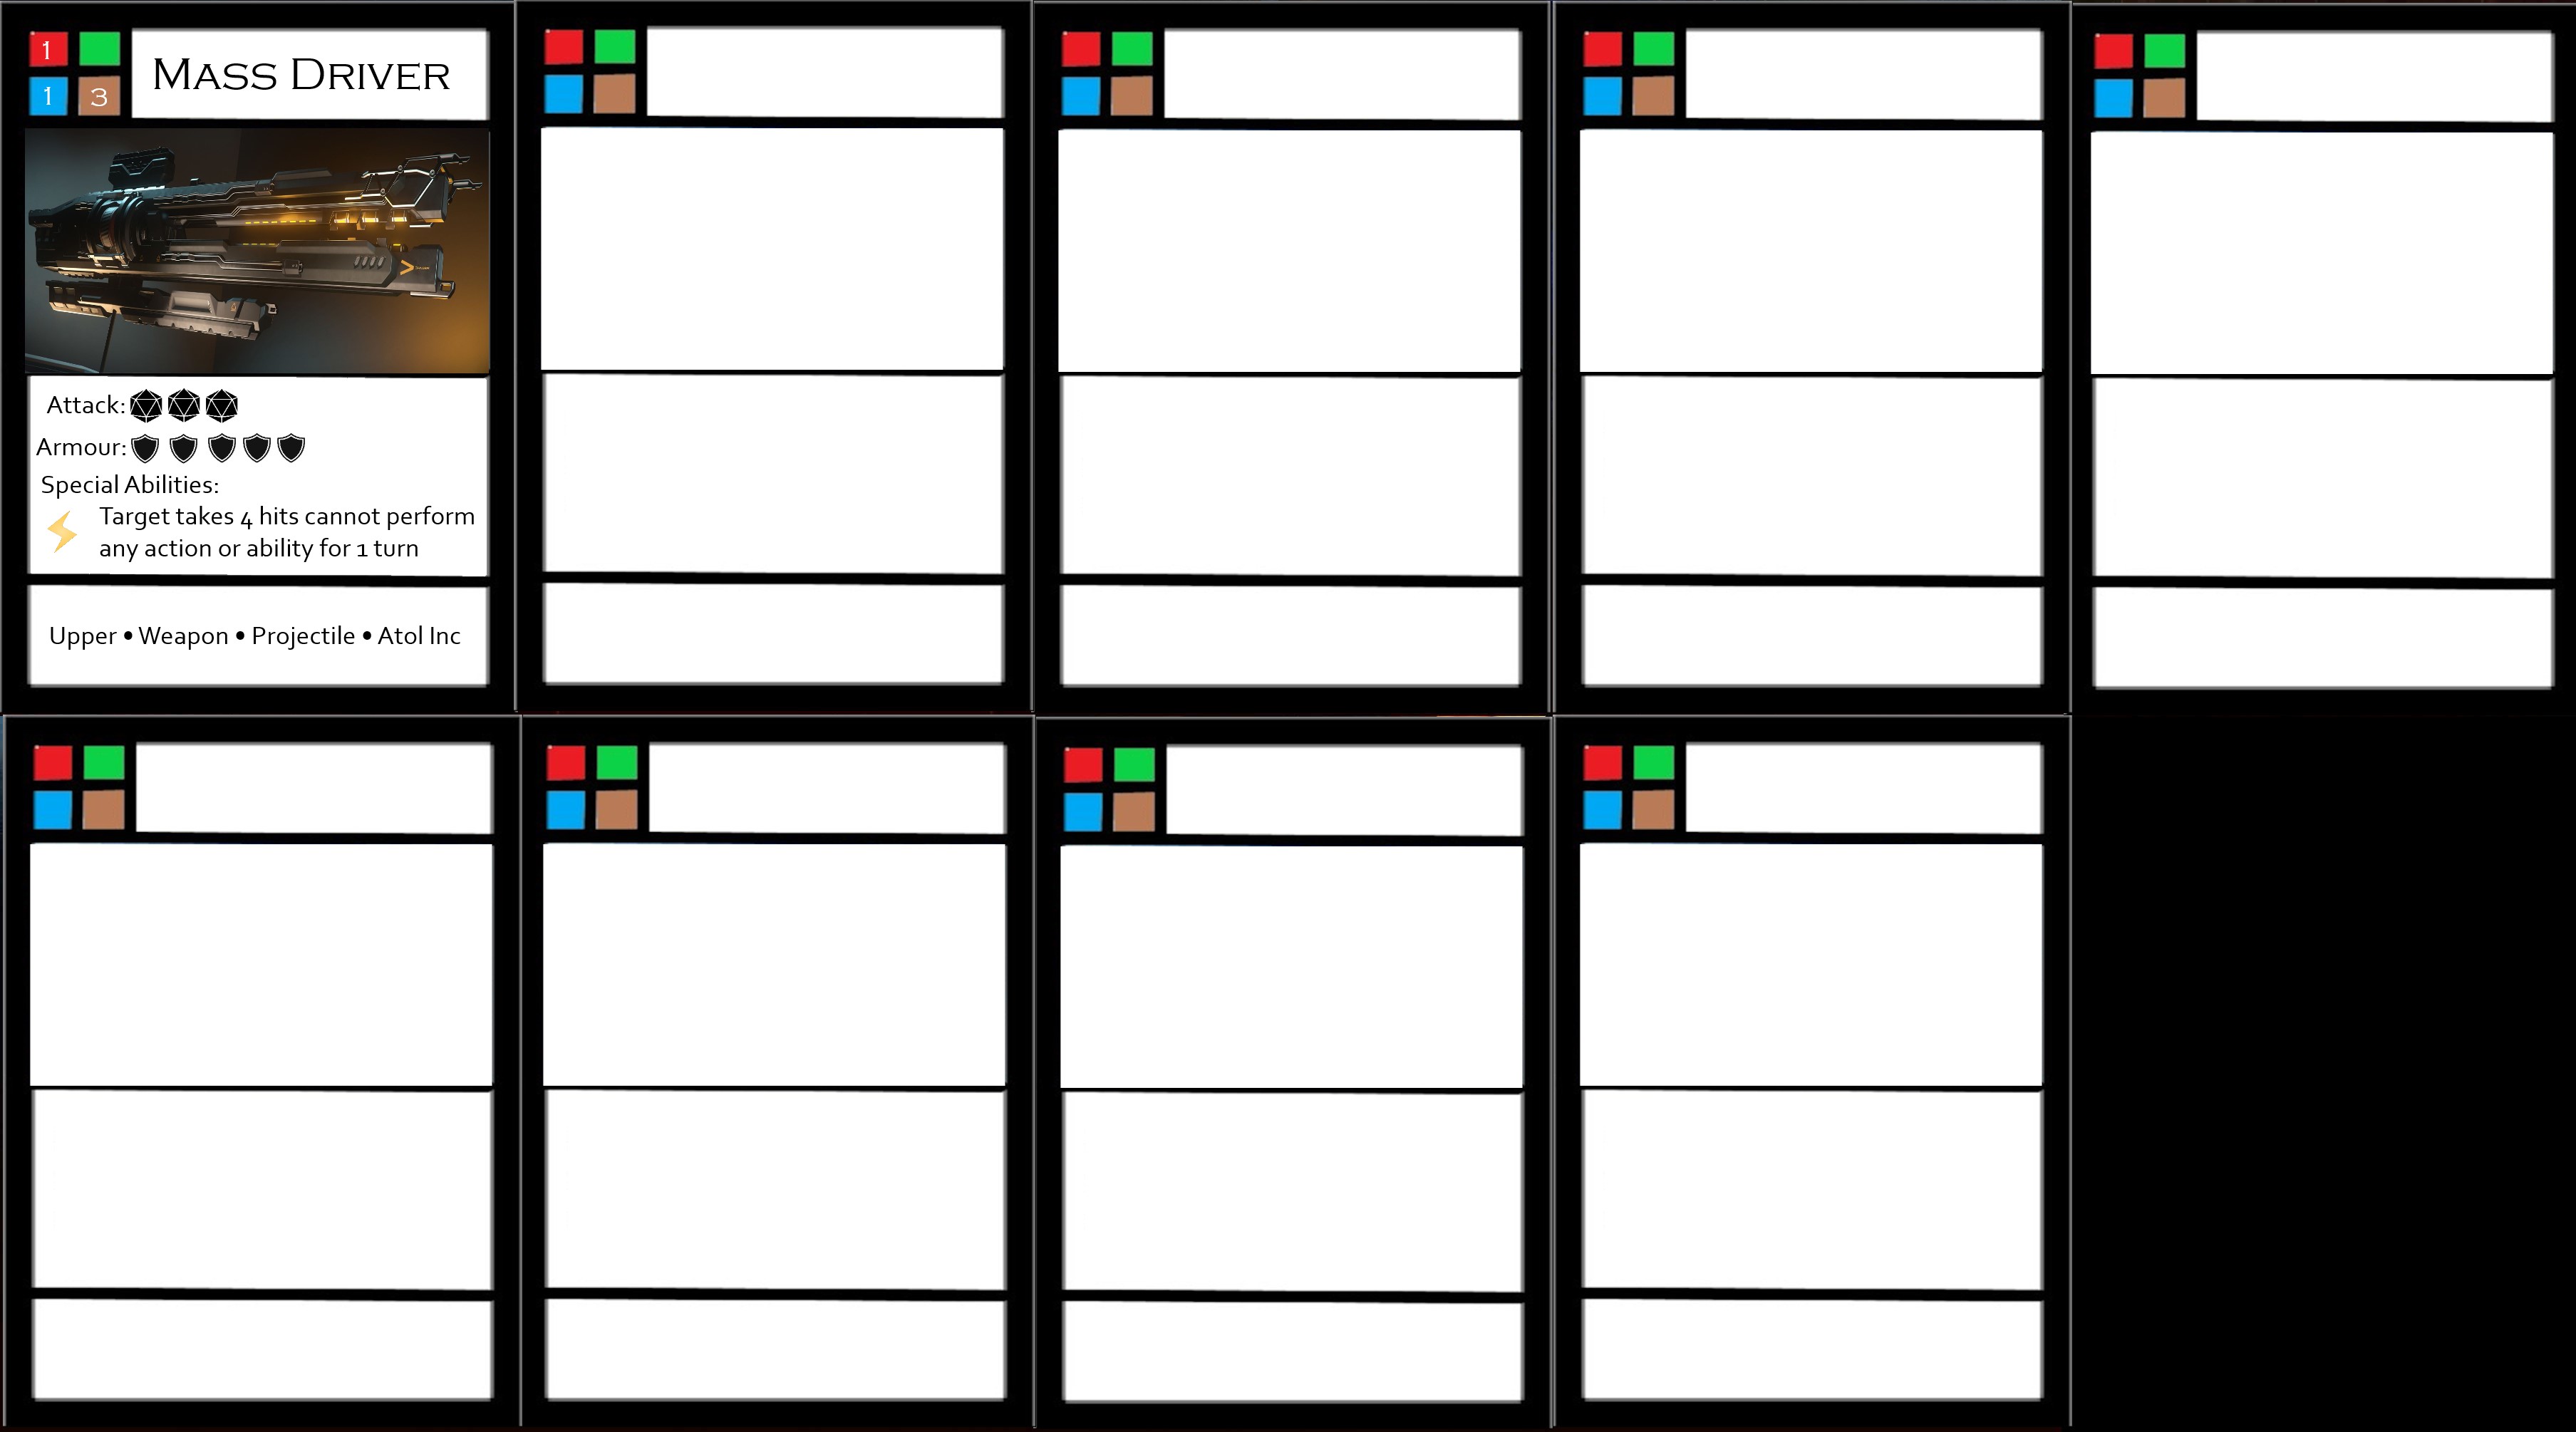 1
Mass Driver
1 3
Attack:
Armour:
Special Abilities:
Target takes 4 hits cannot perform
any action or ability for 1 turn
Upper • Weapon • Projectile • Atol Inc